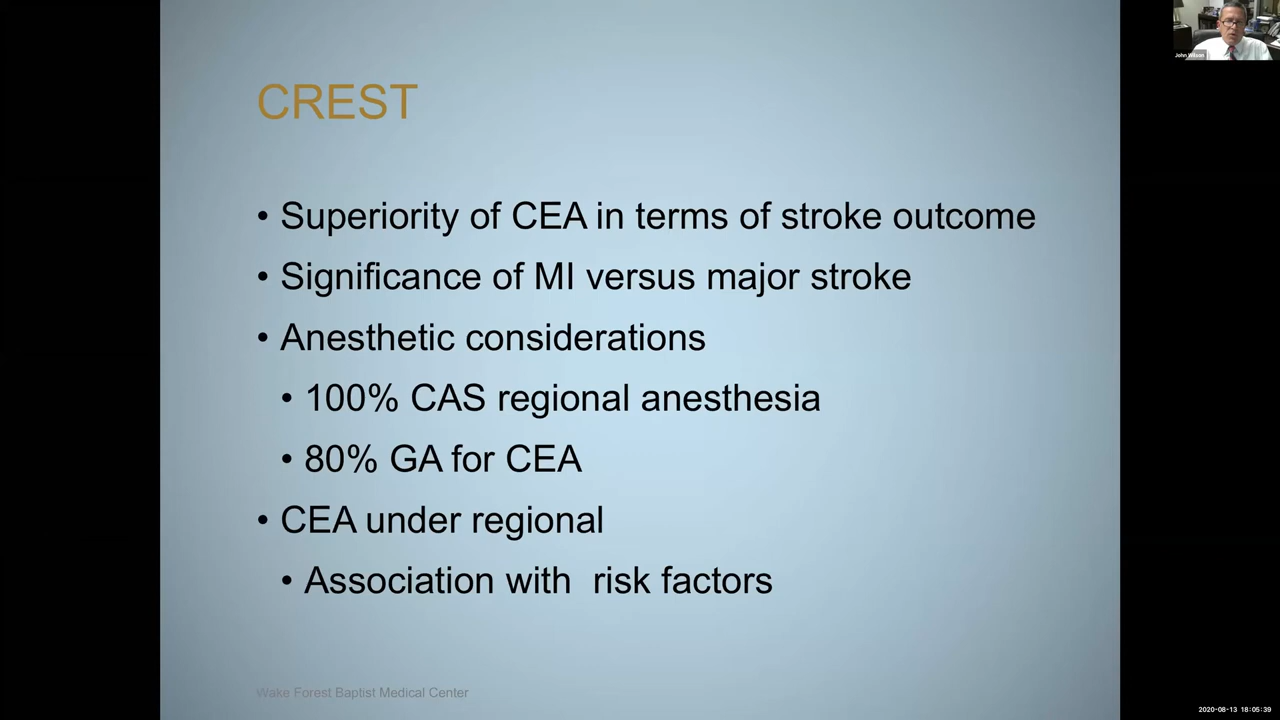 John Wilson
CREST
• Superiority of CEA in terms of stroke outcome
• Significance of MI versus major stroke
• Anesthetic considerations
• 100% CAS regional anesthesia
• 80% GA for CEA
• CEA under regional
• Association with  risk factors
Wake Forest Baptist Medical Center
2020-08-13 18:05:39